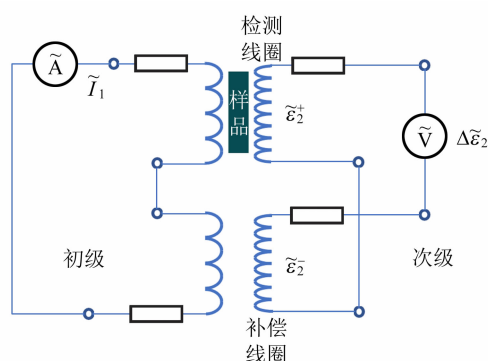 检测
线圈
Ã
Ĩ₁
样
品
ε̃₂⁺
Ṽ
Δε̃₂
初级
ε̃₂⁻
次级
补偿
线圈